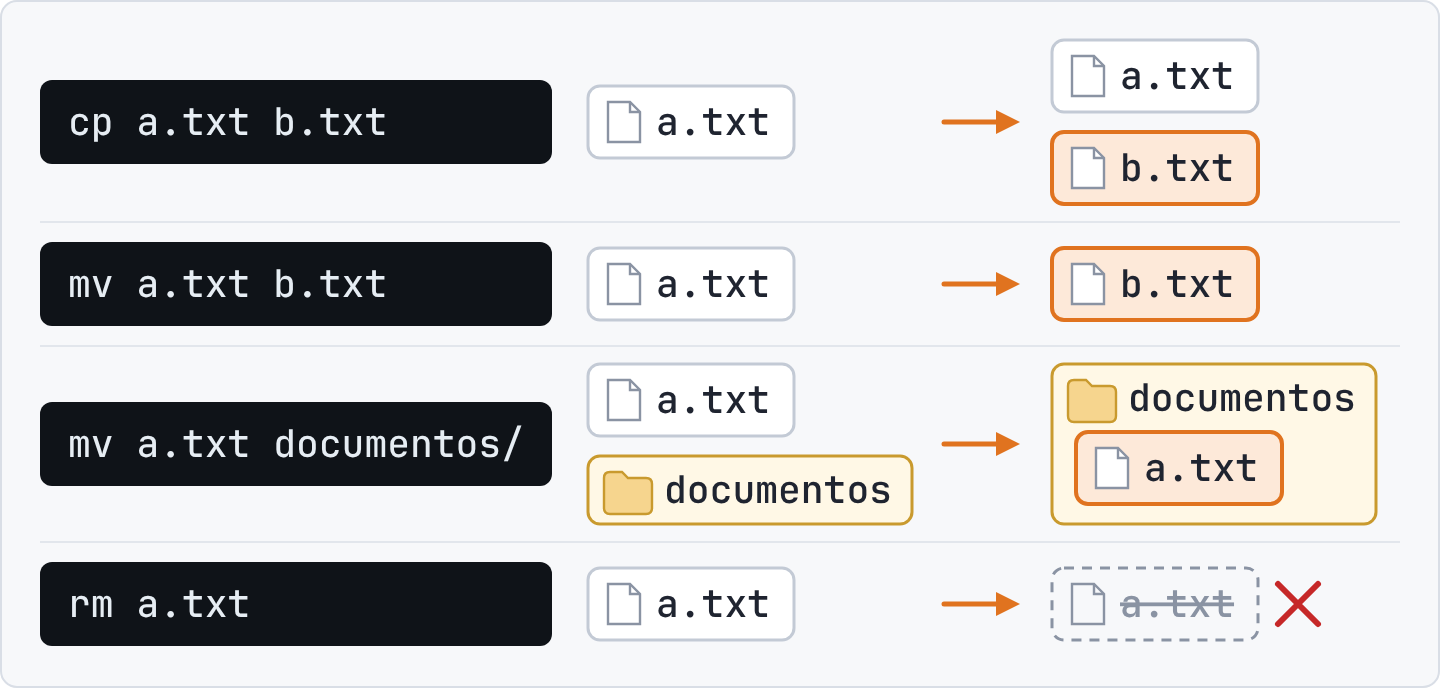 cp a.txt b.txt
a.txt
a.txt
b.txt
mv a.txt b.txt
a.txt
b.txt
mv a.txt documentos/
a.txt
documentos
documentos
a.txt
rm a.txt
a.txt
a.txt